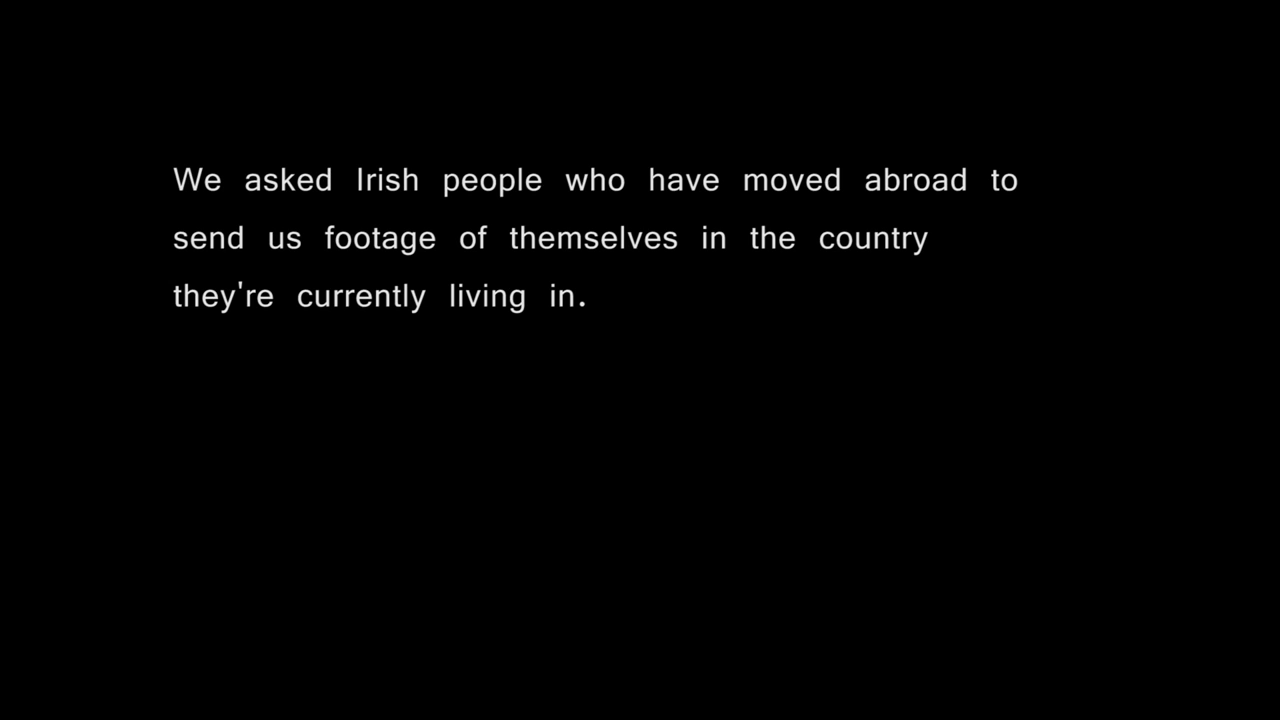 We asked Irish people who have moved abroad to
send us footage of themselves in the country
they're currently living in.